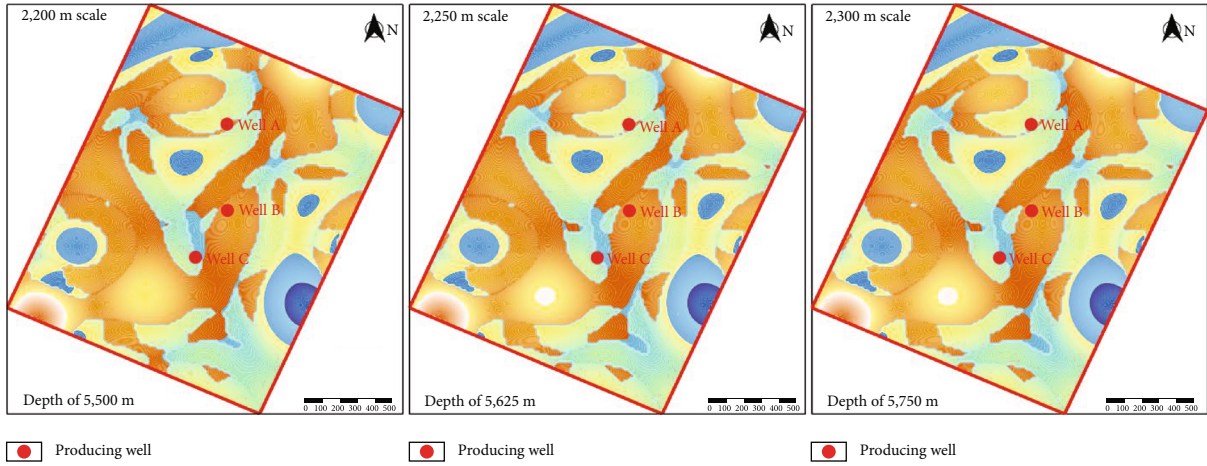 2,200 m scale
N
Well A
Well B
Well C
Depth of 5,500 m
0 100 200 300 400 500
Producing well
2,250 m scale
N
Well A
Well B
Well C
Depth of 5,625 m
0 100 200 300 400 500
Producing well
2,300 m scale
N
Well A
Well B
Well C
Depth of 5,750 m
0 100 200 300 400 500
Producing well